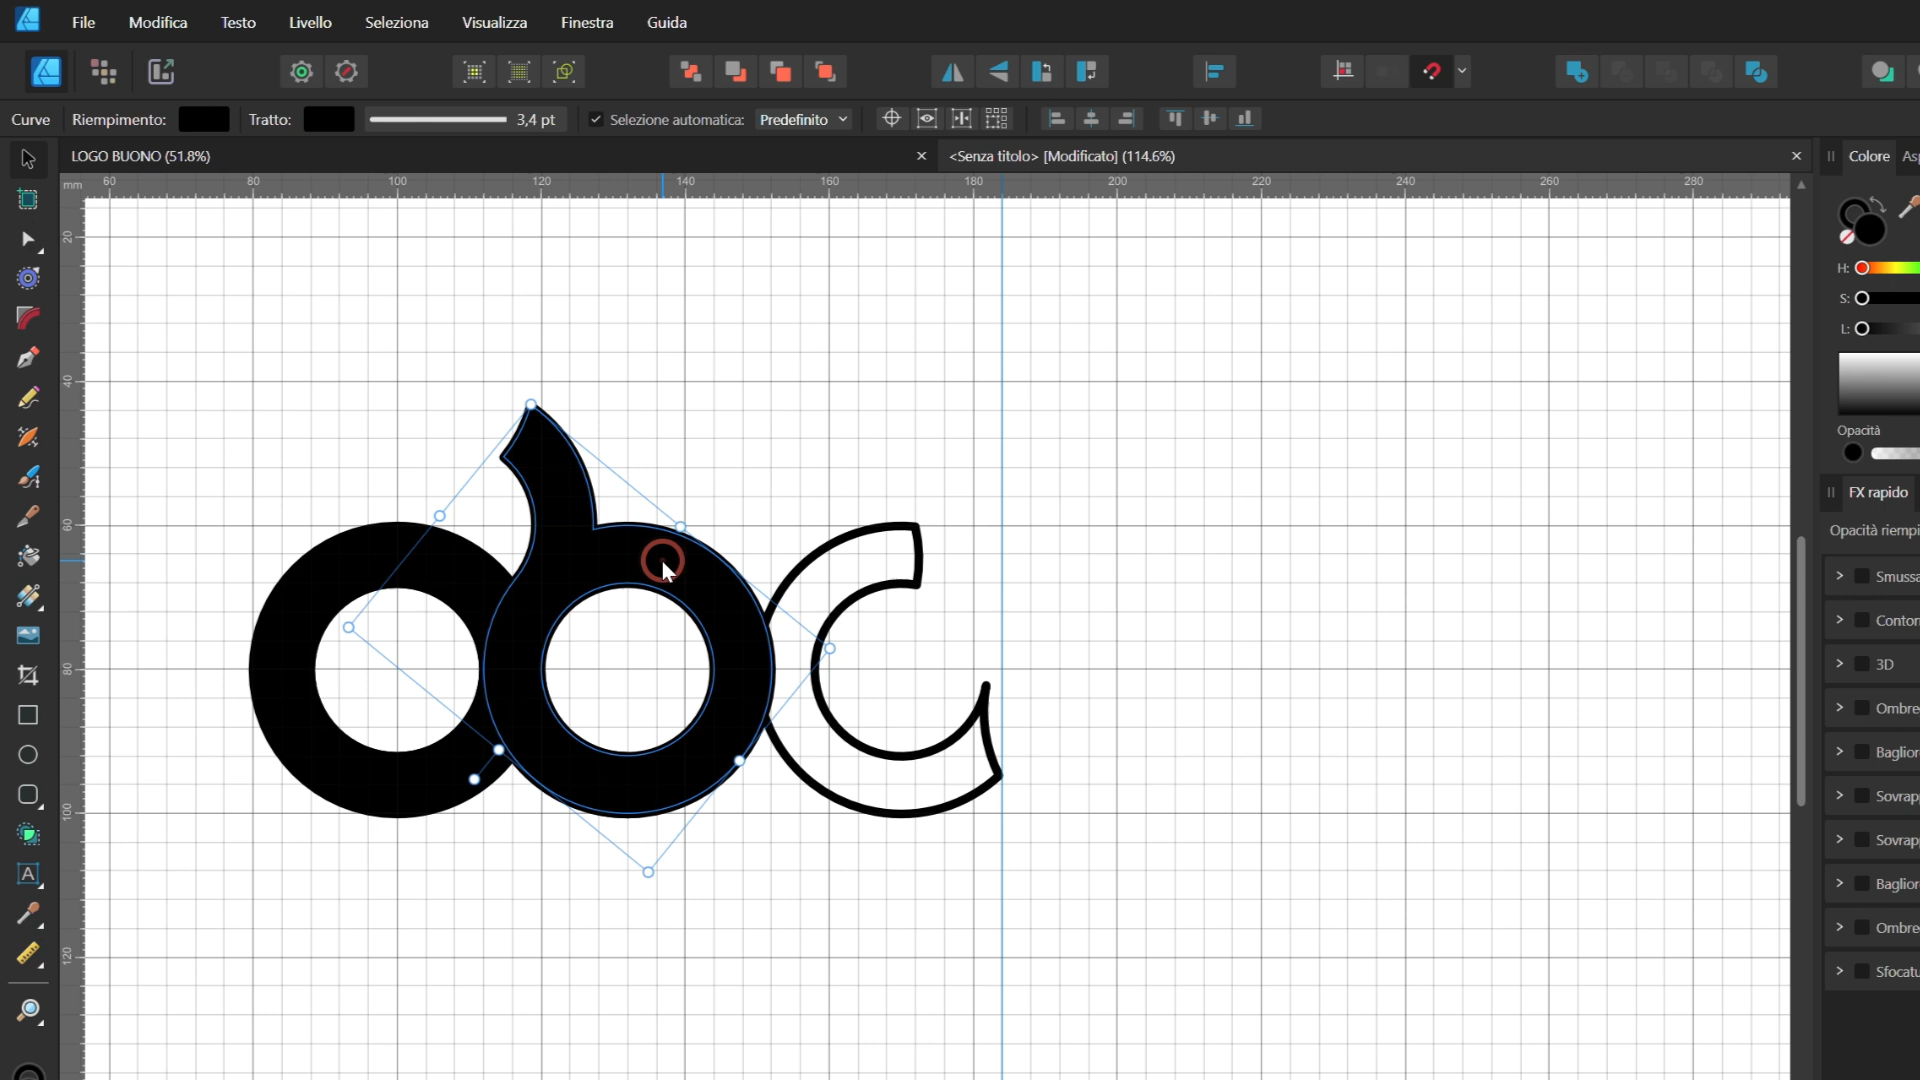 File Modifica Testo Livello Seleziona Visualizza Finestra Guida
Curve Riempimento: Tratto: 3,4 pt Selezione automatica: Predefinito
LOGO BUONO (51.8%) <Senza titolo> [Modificato] (114.6%) Colore Asp
mm 60 80 100 120 140 160 180 200 220 240 260 280
20
H:
S:
L:
40
Opacità
FX rapido
60
Opacità riempi
Smussa
Contorn
3D
80
Ombre
Baglior
100
Sovrap
Sovrap
A
Baglior
Ombre
120
Sfocatu